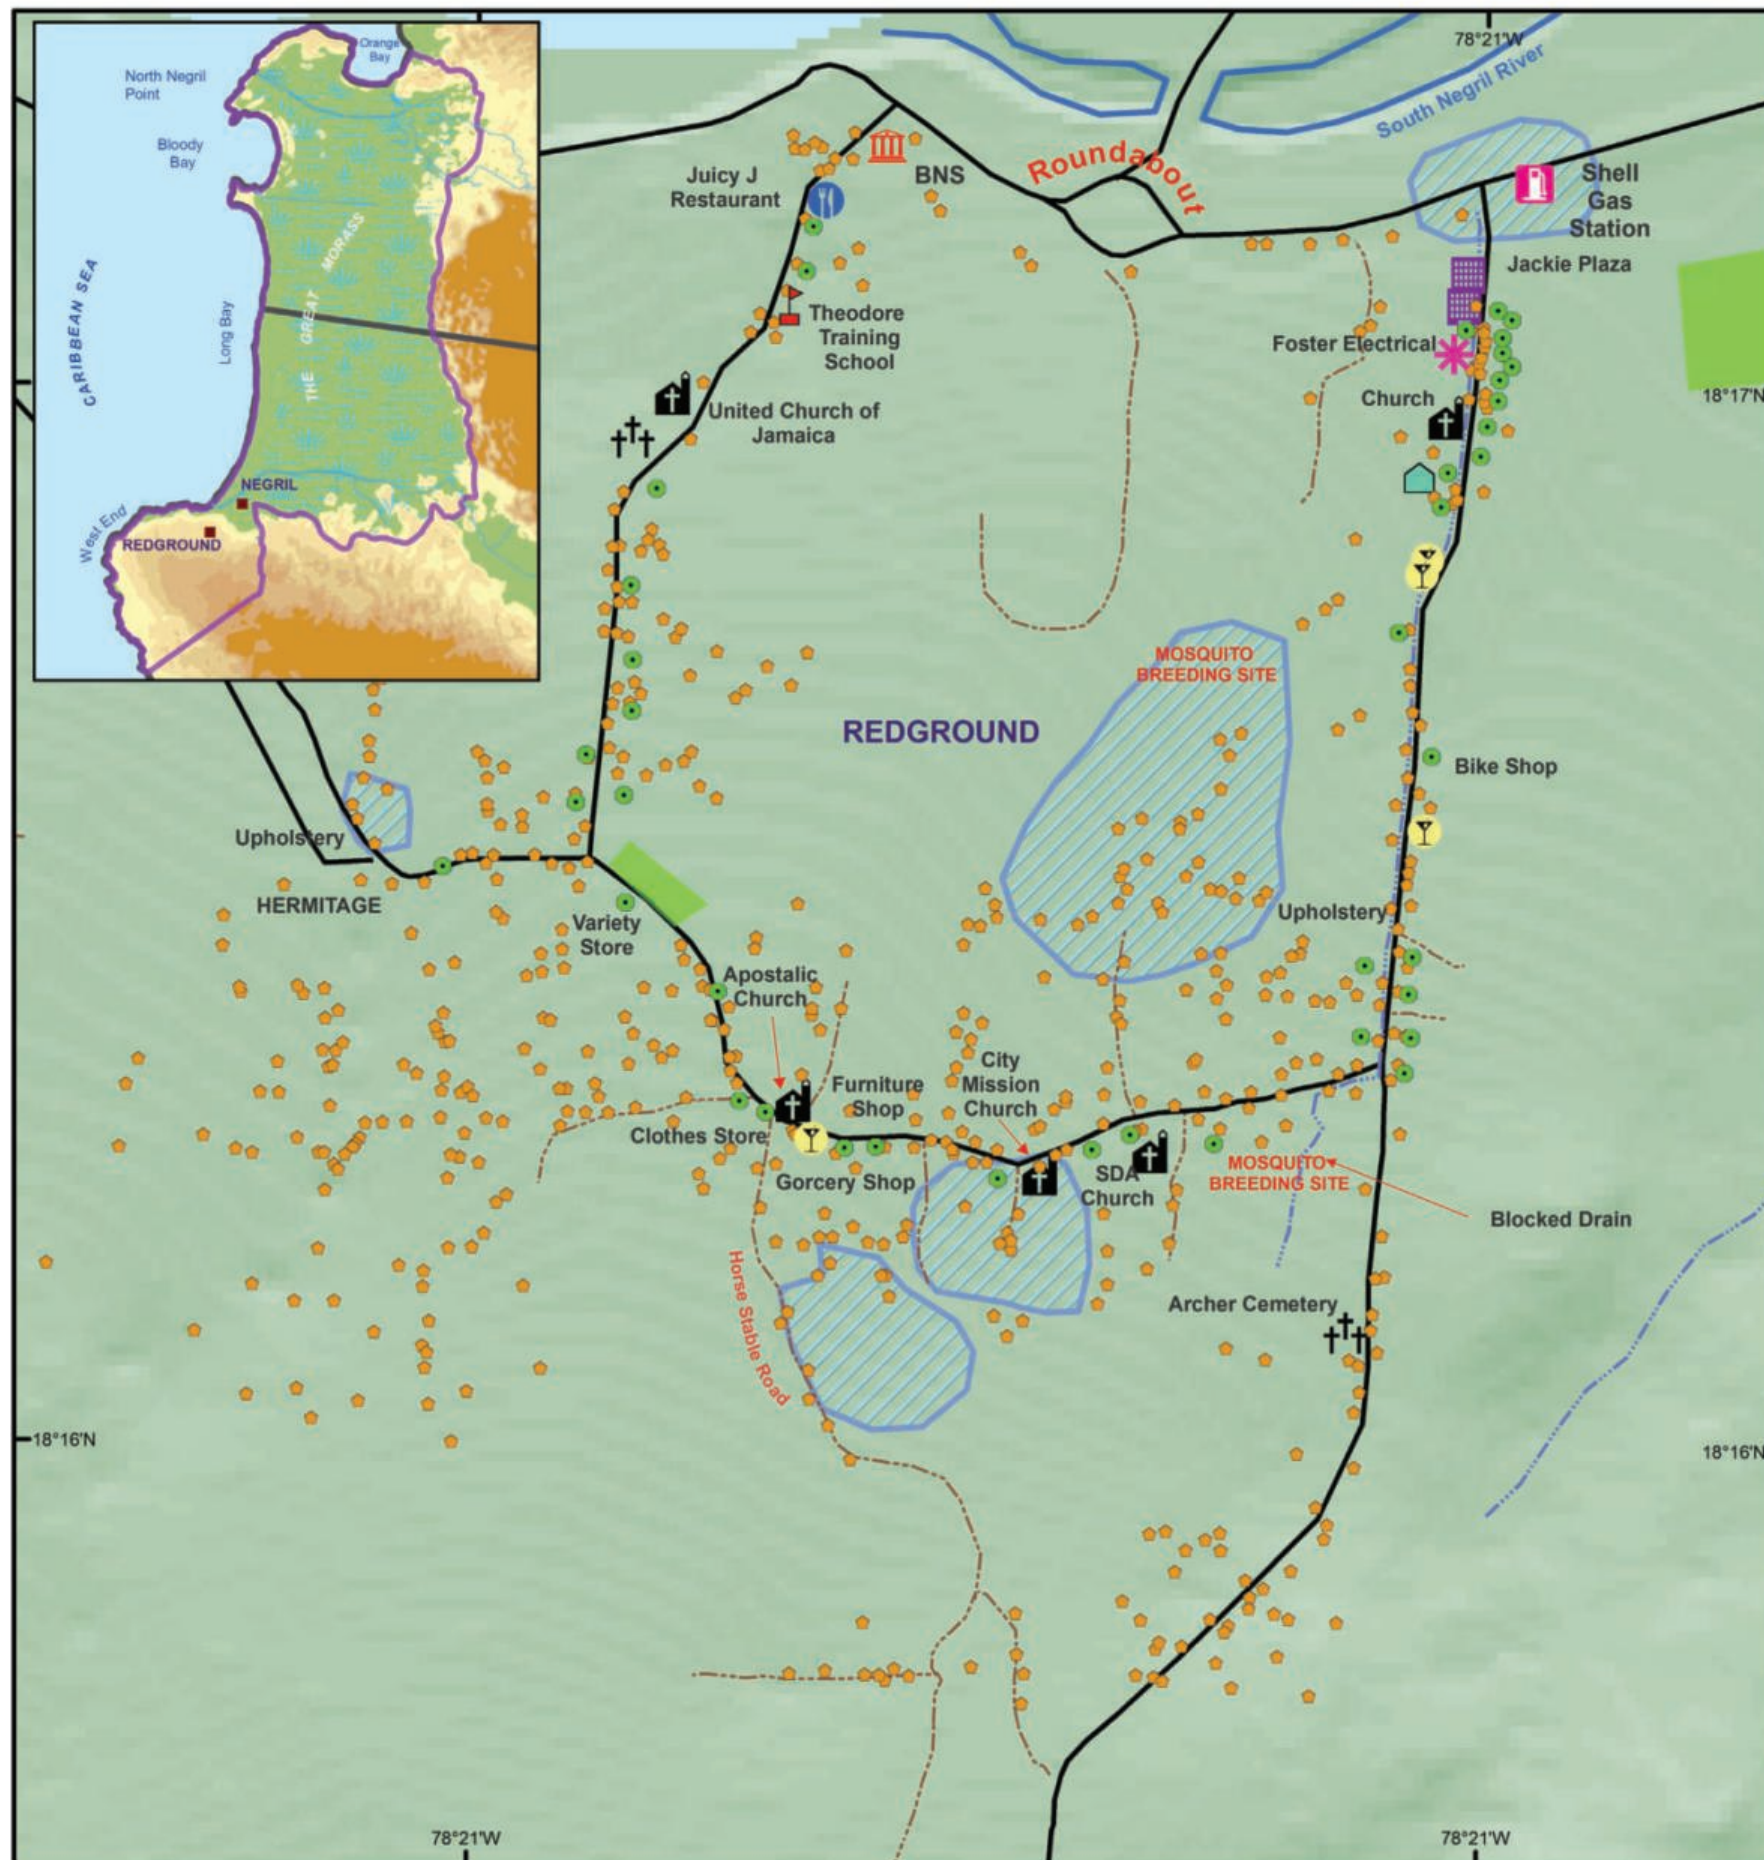 Orange
Bay
North Negril
Point
Bloody
Bay
CARIBBEAN SEA
Long Bay
THE GREAT MORASS
NEGRIL
West End
REDGROUND
78°21'W
South Negril River
Roundabout
Juicy J
Restaurant
BNS
Shell
Gas
Station
Jackie Plaza
Theodore
Training
School
Foster Electrical
18°17'N
Church
United Church of
Jamaica
MOSQUITO
BREEDING SITE
REDGROUND
Bike Shop
Upholstery
HERMITAGE
Variety
Store
Upholstery
Apostalic
Church
City
Mission
Church
Furniture
Shop
Clothes Store
Gorcery Shop
SDA
Church
MOSQUITO
BREEDING SITE
Blocked Drain
Horse Stable Road
Archer Cemetery
18°16'N
18°16'N
78°21'W
78°21'W